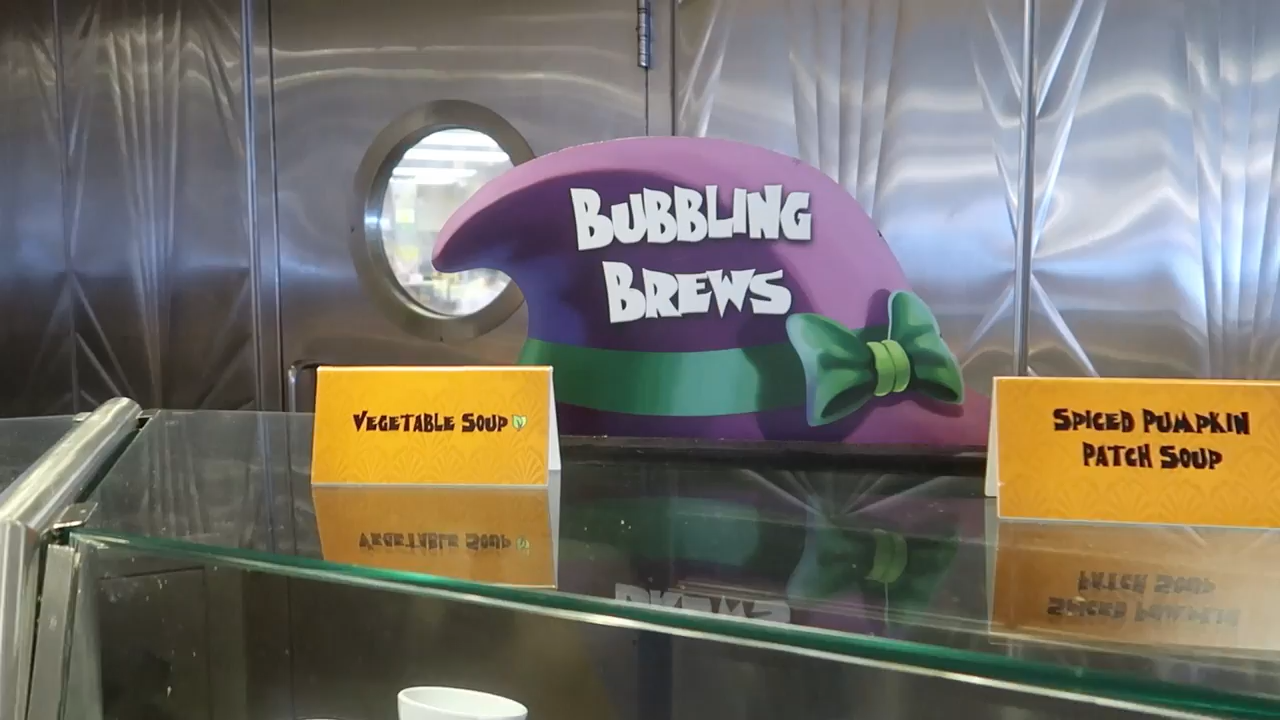 BUBBLING
BREWS
VEGETABLE SOUP
SPICED PUMPKIN
PATCH SOUP